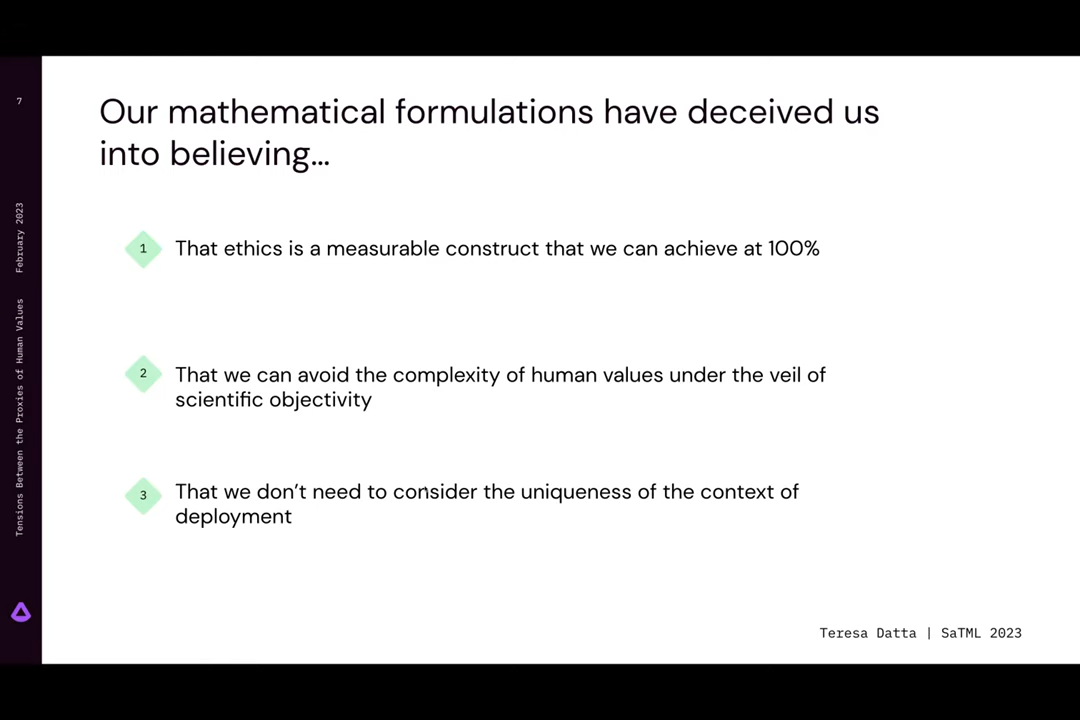 7
February 2023
Tensions Between the Proxies of Human Values
Our mathematical formulations have deceived us
into believing...
1
That ethics is a measurable construct that we can achieve at 100%
2
That we can avoid the complexity of human values under the veil of
scientific objectivity
3
That we don’t need to consider the uniqueness of the context of
deployment
Teresa Datta | SaTML 2023